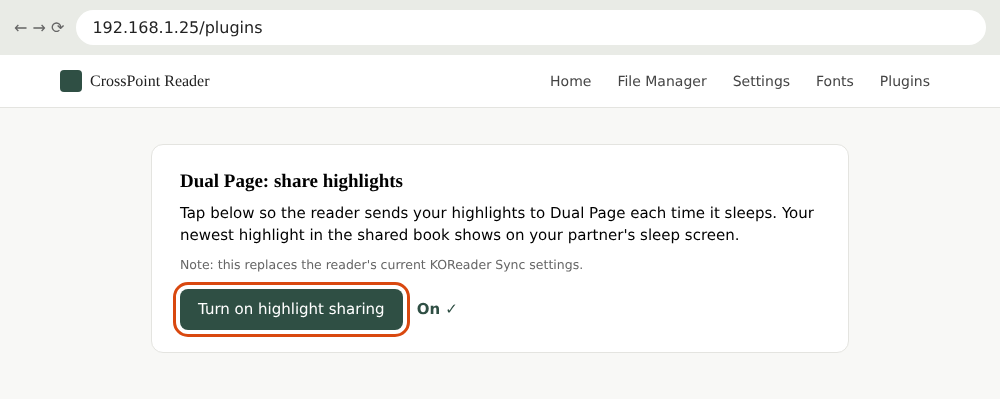 ← → ⟳ 192.168.1.25/plugins
CrossPoint Reader Home File Manager Settings Fonts Plugins
Dual Page: share highlights
Tap below so the reader sends your highlights to Dual Page each time it sleeps. Your
newest highlight in the shared book shows on your partner's sleep screen.
Note: this replaces the reader's current KOReader Sync settings.
Turn on highlight sharing On ✓